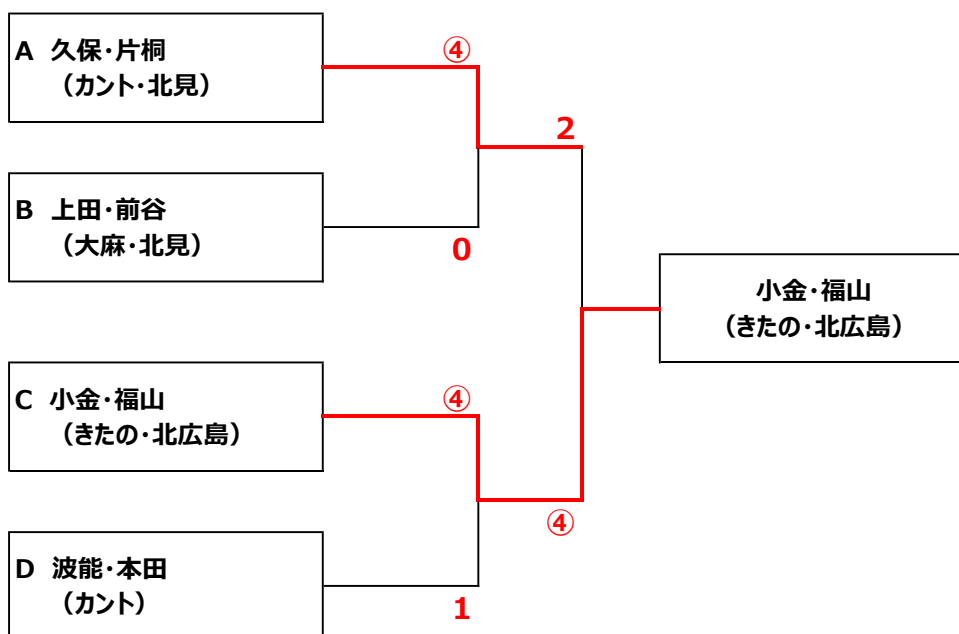 A 久保・片桐
（カント・北見）
④
2
B 上田・前谷
（大麻・北見）
0
小金・福山
（きたの・北広島）
C 小金・福山
（きたの・北広島）
④
④
D 波能・本田
（カント）
1